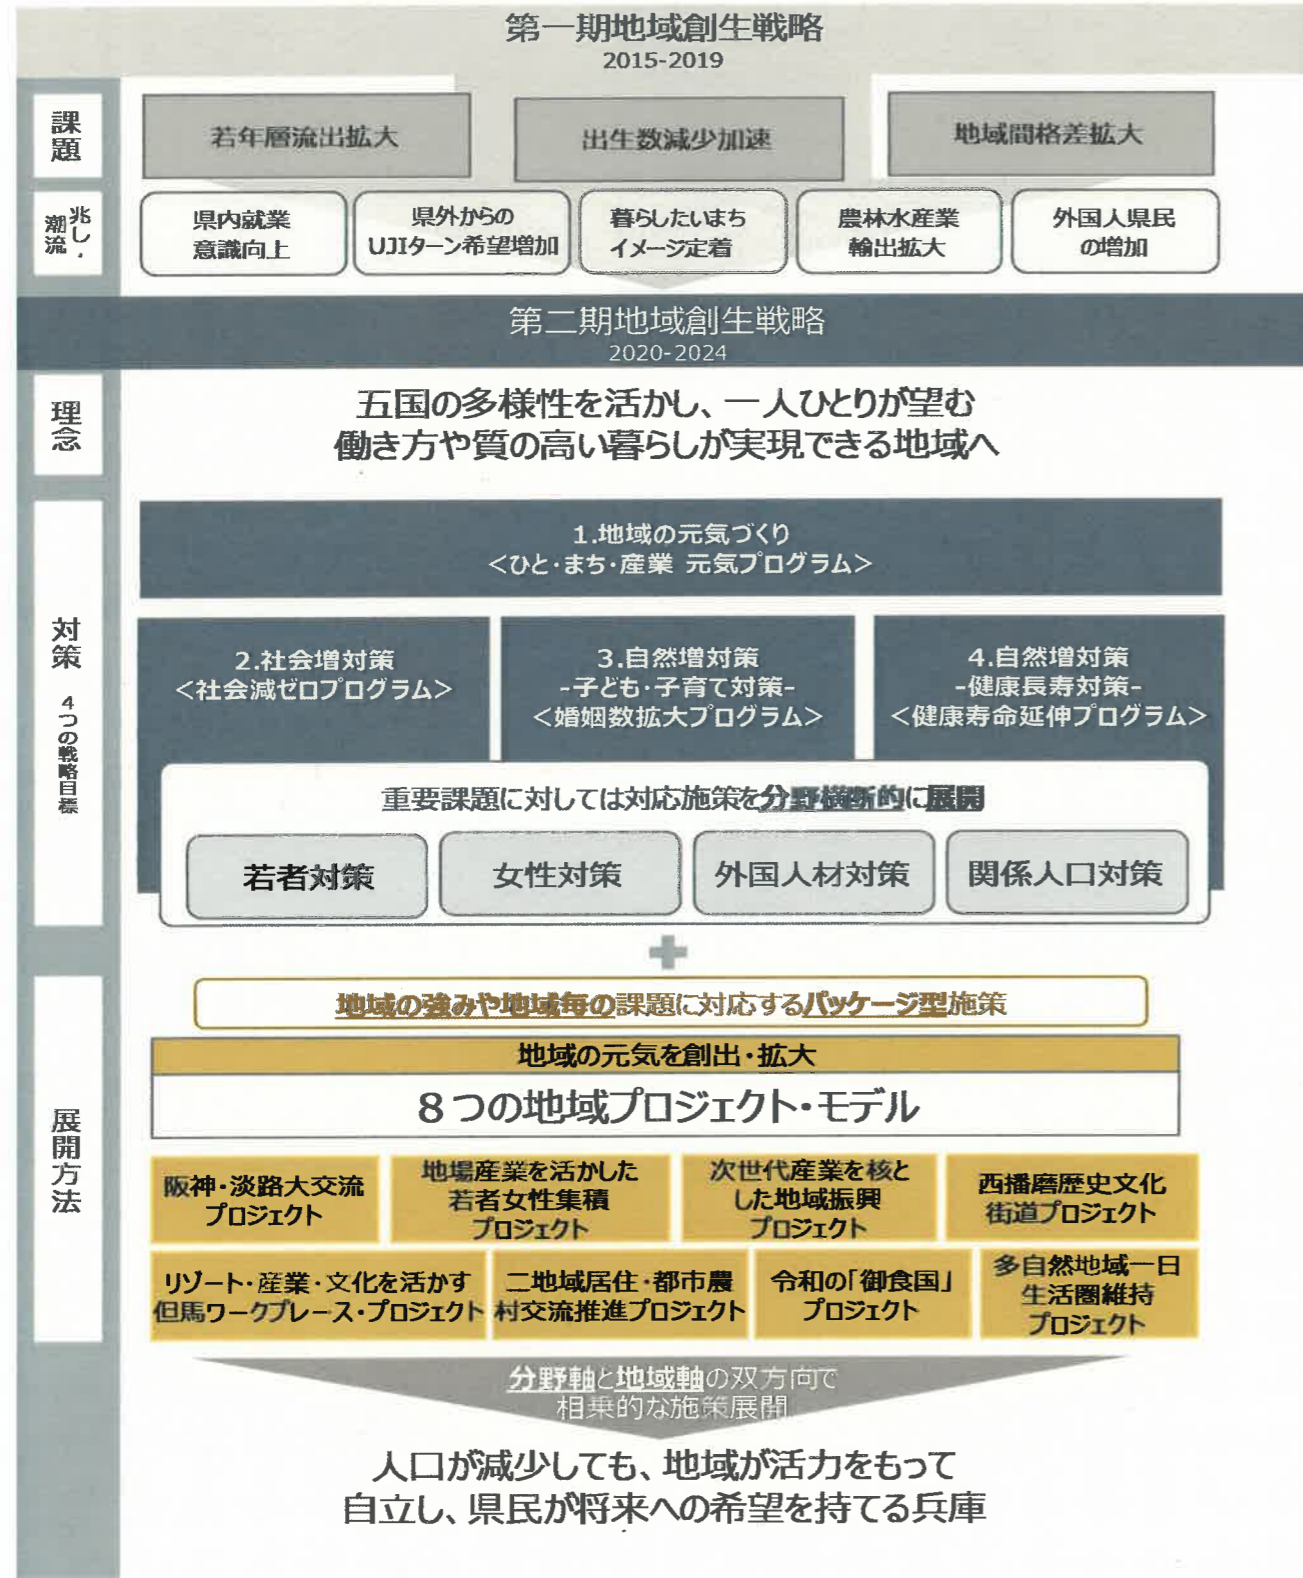 第一期地域創生戦略
2015-2019
課題
若年層流出拡大
出生数減少加速
地域間格差拡大
兆し・
潮流
県内就業
意識向上
県外からの
UJIターン希望増加
暮らしたいまち
イメージ定着
農林水産業
輸出拡大
外国人県民
の増加
第二期地域創生戦略
2020-2024
理念
五国の多様性を活かし、一人ひとりが望む
働き方や質の高い暮らしが実現できる地域へ
対策 4つの戦略目標
1.地域の元気づくり
<ひと・まち・産業 元気プログラム>
2.社会増対策
<社会減ゼロプログラム>
3.自然増対策
-子ども・子育て対策-
<婚姻数拡大プログラム>
4.自然増対策
-健康長寿対策-
<健康寿命延伸プログラム>
重要課題に対しては対応施策を分野横断的に展開
若者対策
女性対策
外国人材対策
関係人口対策
+
展開方法
地域の強みや地域毎の課題に対応するパッケージ型施策
地域の元気を創出・拡大
8つの地域プロジェクト・モデル
阪神・淡路大交流
プロジェクト
地場産業を活かした
若者女性集積
プロジェクト
次世代産業を核と
した地域振興
プロジェクト
西播磨歴史文化
街道プロジェクト
リゾート・産業・文化を活かす
但馬ワークプレース・プロジェクト
二地域居住・都市農
村交流推進プロジェクト
令和の「御食国」
プロジェクト
多自然地域一日
生活圏維持
プロジェクト
分野軸と地域軸の双方向で
相乗的な施策展開
人口が減少しても、地域が活力をもって
自立し、県民が将来への希望を持てる兵庫